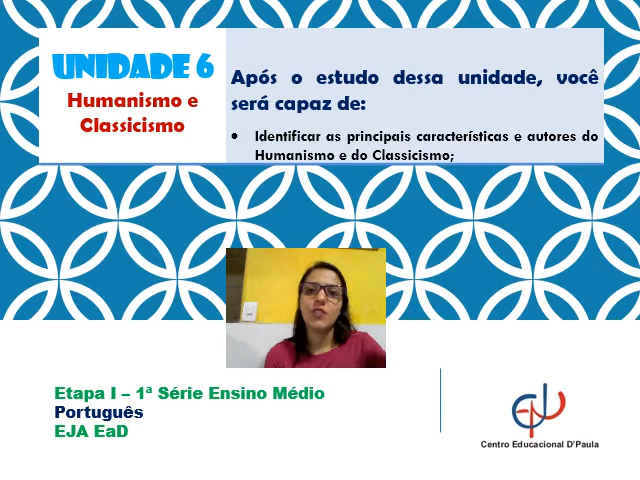 UNIDADE 6
Humanismo e
Classicismo
Após o estudo dessa unidade, você
será capaz de:
• Identificar as principais características e autores do
Humanismo e do Classicismo;
Etapa I – 1ª Série Ensino Médio
Português
EJA EaD
Centro Educacional D'Paula